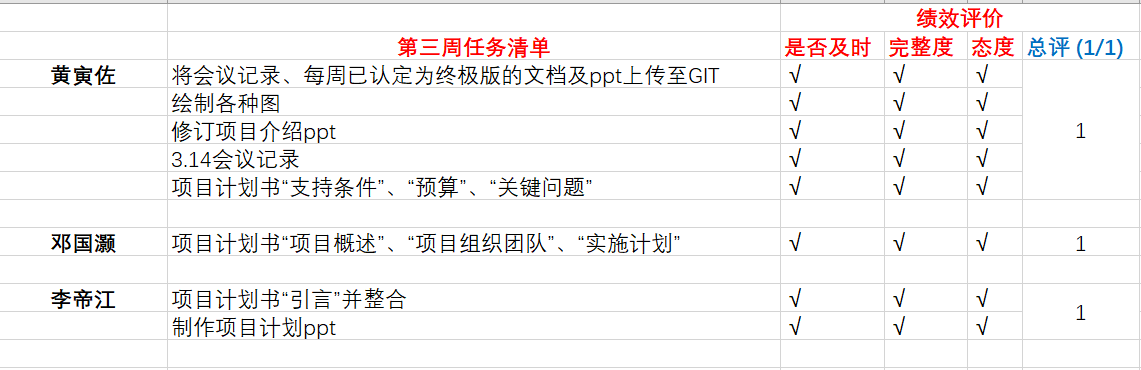 绩效评价
第三周任务清单 是否及时 完整度 态度 总评 (1/1)
黄寅佐 将会议记录、每周已认定为终极版的文档及ppt上传至GIT √ √ √
绘制各种图 √ √ √
修订项目介绍ppt √ √ √ 1
3.14会议记录 √ √ √
项目计划书“支持条件”、“预算”、“关键问题” √ √ √
邓国灏 项目计划书“项目概述”、“项目组织团队”、“实施计划” √ √ √ 1
李帝江 项目计划书“引言”并整合 √ √ √ 1
制作项目计划ppt √ √ √